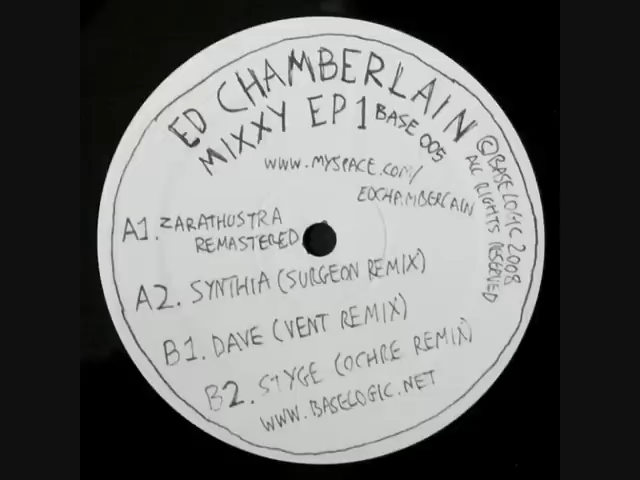 ED CHAMBERLAIN
MIXXY EP 1 BASE 005
WWW.MYSPACE.COM/
EDCHAMBERLAIN
©BASELOGIC 2008
ALL RIGHTS RESERVED
A1. ZARATHUSTRA
REMASTERED
A2. SYNTHIA (SURGEON REMIX)
B1. DAVE (VENT REMIX)
B2. STYGE (OCHRE REMIX)
WWW.BASELOGIC.NET